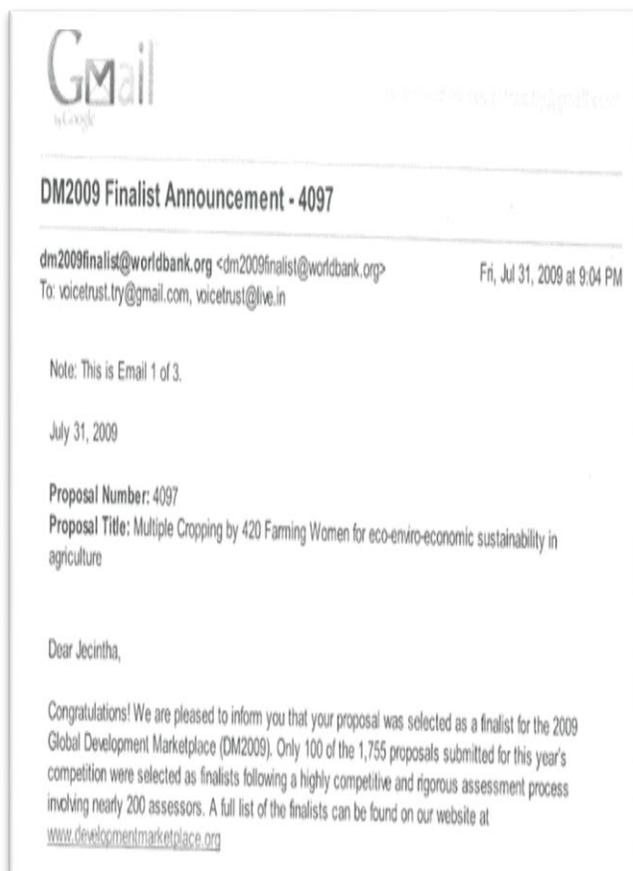 Gmail
by Google
DM2009 Finalist Announcement - 4097
dm2009finalist@worldbank.org <dm2009finalist@worldbank.org>
Fri, Jul 31, 2009 at 9:04 PM
To: voicetrust.try@gmail.com, voicetrust@live.in
Note: This is Email 1 of 3.
July 31, 2009
Proposal Number: 4097
Proposal Title: Multiple Cropping by 420 Farming Women for eco-enviro-economic sustainability in
agriculture
Dear Jecintha,
Congratulations! We are pleased to inform you that your proposal was selected as a finalist for the 2009
Global Development Marketplace (DM2009). Only 100 of the 1,755 proposals submitted for this year's
competition were selected as finalists following a highly competitive and rigorous assessment process
involving nearly 200 assessors. A full list of the finalists can be found on our website at
www.developmentmarketplace.org